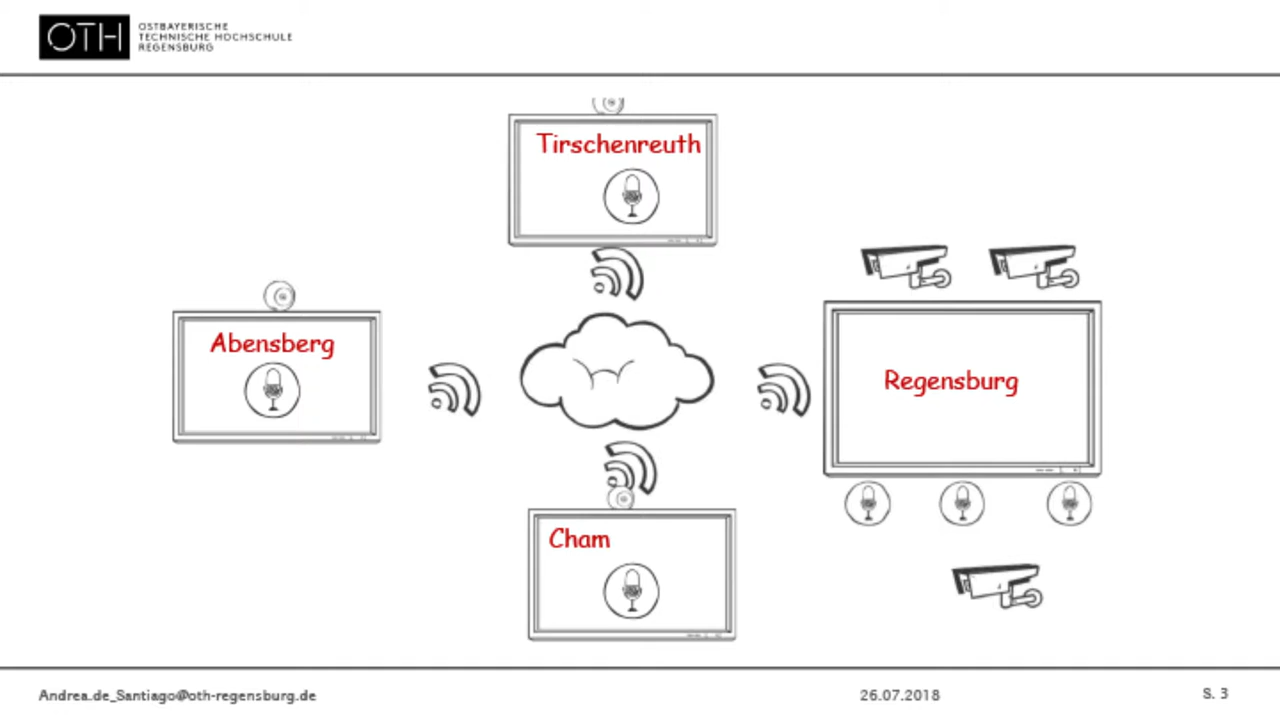 OTH
OSTBAYERISCHE
TECHNISCHE HOCHSCHULE
REGENSBURG
Tirschenreuth
Abensberg
Regensburg
Cham
Andrea.de_Santiago@oth-regensburg.de
26.07.2018
S. 3